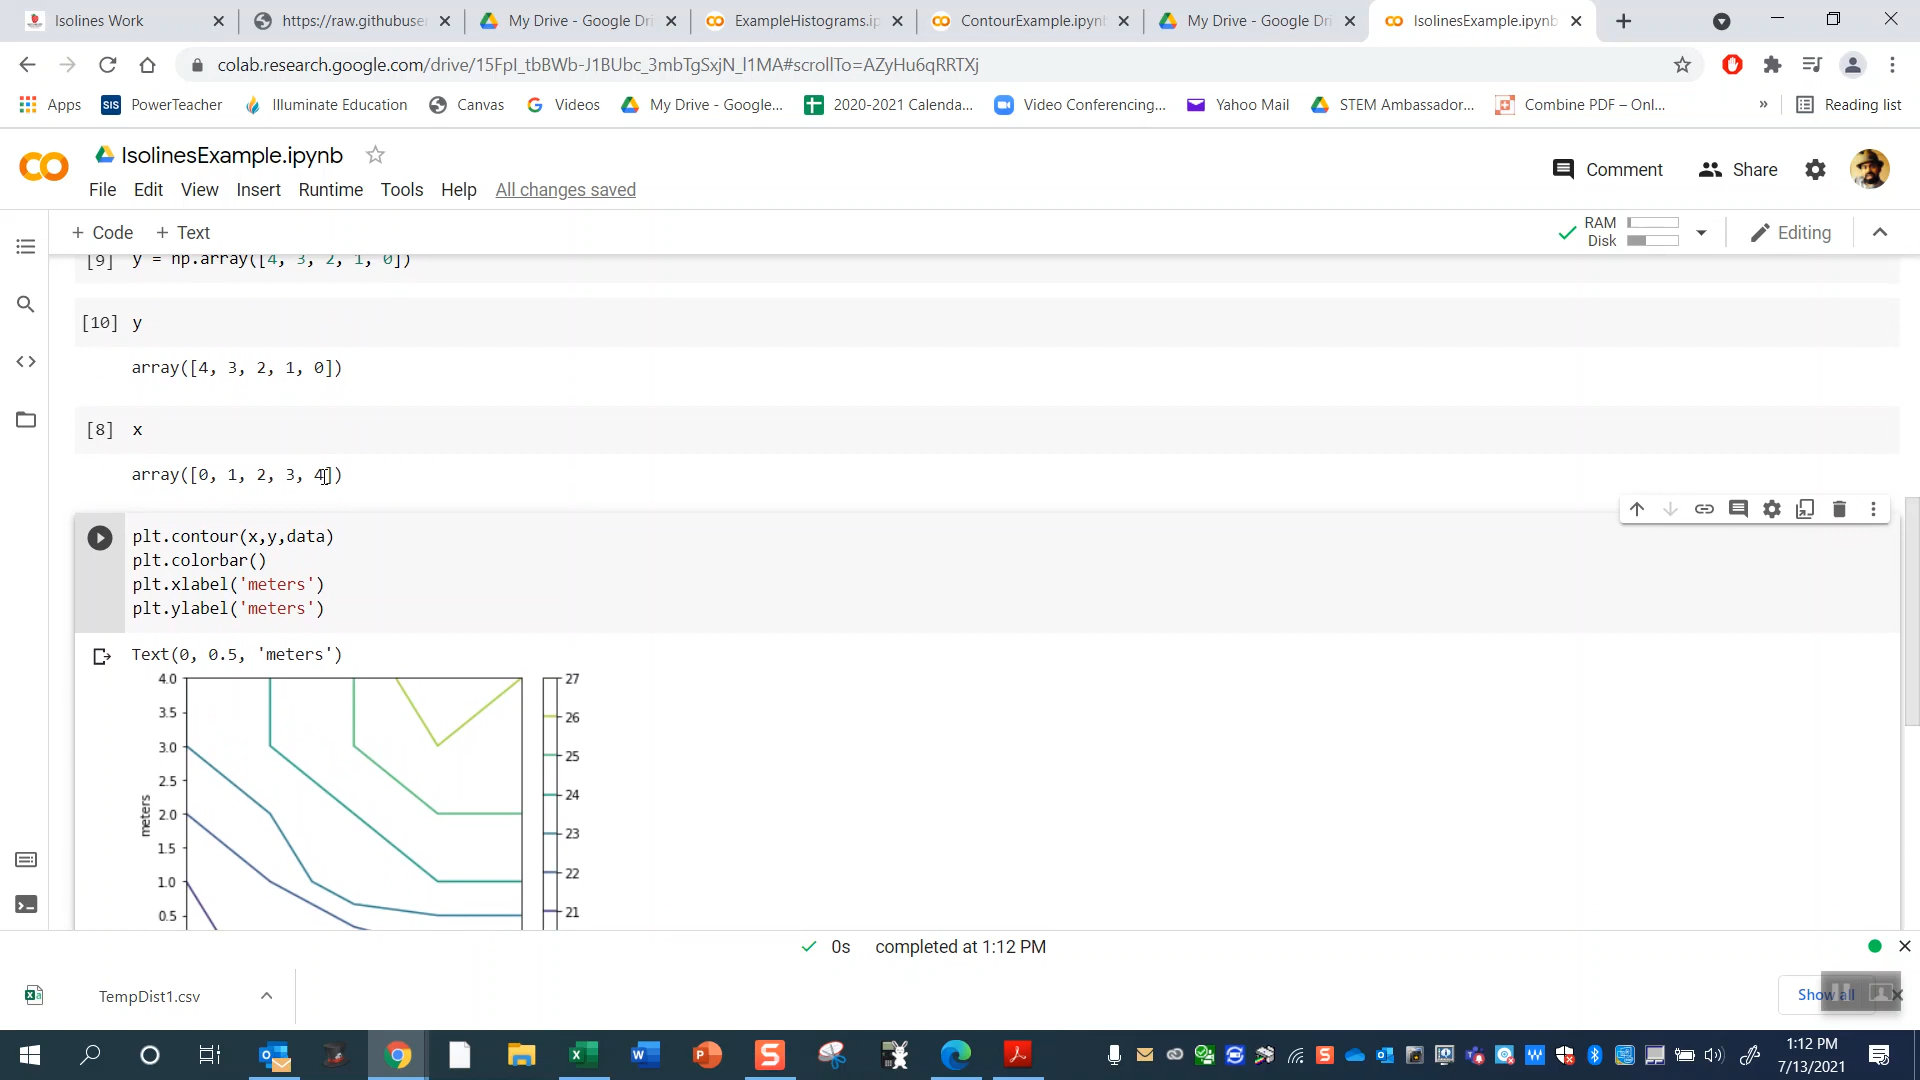 Isolines Work
https://raw.githubuser
My Drive - Google Dri
ExampleHistograms.ip
ContourExample.ipynb
My Drive - Google Dri
IsolinesExample.ipynb
colab.research.google.com/drive/15FpI_tbBWb-J1BUbc_3mbTgSxjN_l1MA#scrollTo=AZyHu6qRRTXj
Apps
SIS PowerTeacher
Illuminate Education
Canvas
Videos
My Drive - Google...
2020-2021 Calenda...
Video Conferencing...
Yahoo Mail
STEM Ambassador...
Combine PDF – Onl...
»
Reading list
IsolinesExample.ipynb
Comment
Share
File Edit View Insert Runtime Tools Help All changes saved
+ Code + Text
RAM
Disk
Editing
[9] y = np.array([4, 3, 2, 1, 0])
[10] y
array([4, 3, 2, 1, 0])
[8] x
array([0, 1, 2, 3, 4])
plt.contour(x,y,data)
plt.colorbar()
plt.xlabel('meters')
plt.ylabel('meters')
Text(0, 0.5, 'meters')
4.0
3.5
3.0
2.5
2.0
1.5
1.0
0.5
meters
27
26
25
24
23
22
21
0s completed at 1:12 PM
TempDist1.csv
Show all
1:12 PM
7/13/2021